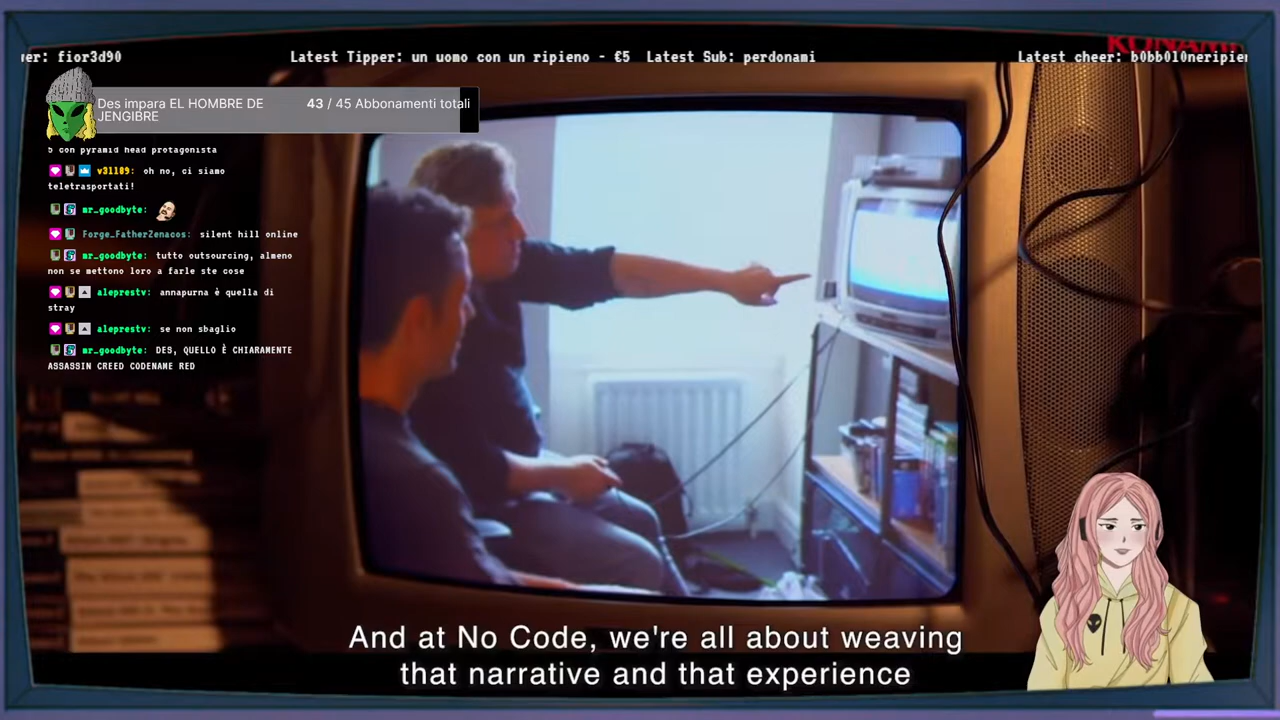 KONAMI
er: fior3d90 Latest Tipper: un uomo con un ripieno - €5 Latest Sub: perdonami Latest cheer: b0bb010neripie
Des impara EL HOMBRE DE
JENGIBRE
43 / 45 Abbonamenti totali
5 con pyramid head protagonista
v31109: oh no, ci siamo
teletrasportati!
mr_goodbyte:
Forge_FatherZenacos: silent hill online
mr_goodbyte: tutto outsourcing, almeno
non se mettono loro a farle ste cose
aleprestv: annapurna è quella di
stray
aleprestv: se non sbaglio
mr_goodbyte: DES, QUELLO È CHIARAMENTE
ASSASSIN CREED CODENAME RED
And at No Code, we're all about weaving
that narrative and that experience